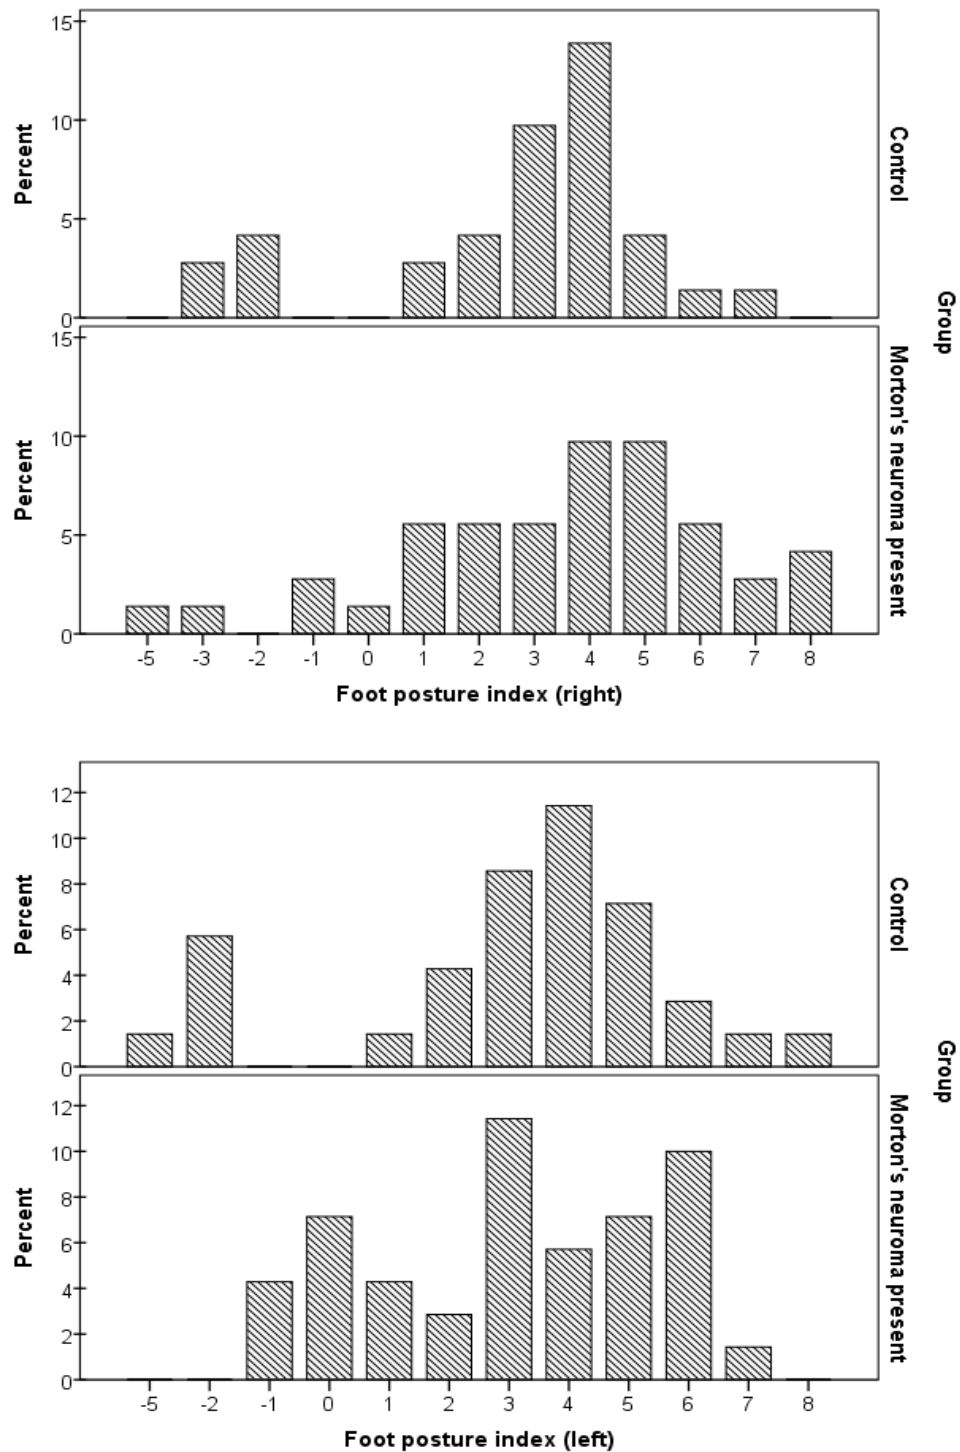 15
10
5
0
Percent
Control
15
10
5
0
Percent
Morton's neuroma present
Group
-5 -3 -2 -1 0 1 2 3 4 5 6 7 8
Foot posture index (right)
12
10
8
6
4
2
0
Percent
Control
12
10
8
6
4
2
0
Percent
Morton's neuroma present
Group
-5 -2 -1 0 1 2 3 4 5 6 7 8
Foot posture index (left)